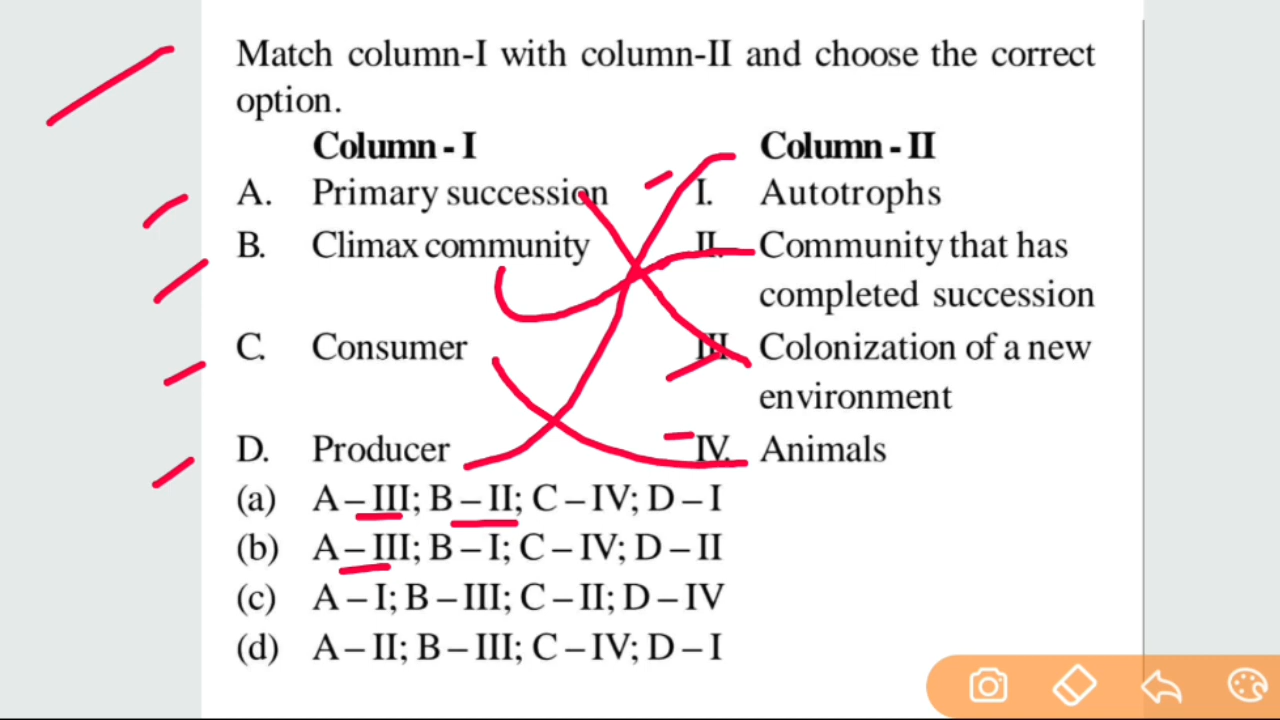 Match column-I with column-II and choose the correct
option.
Column - I Column - II
A. Primary succession I. Autotrophs
B. Climax community II. Community that has
completed succession
C. Consumer III. Colonization of a new
environment
D. Producer IV. Animals
(a) A – III; B – II; C – IV; D – I
(b) A – III; B – I; C – IV; D – II
(c) A – I; B – III; C – II; D – IV
(d) A – II; B – III; C – IV; D – I